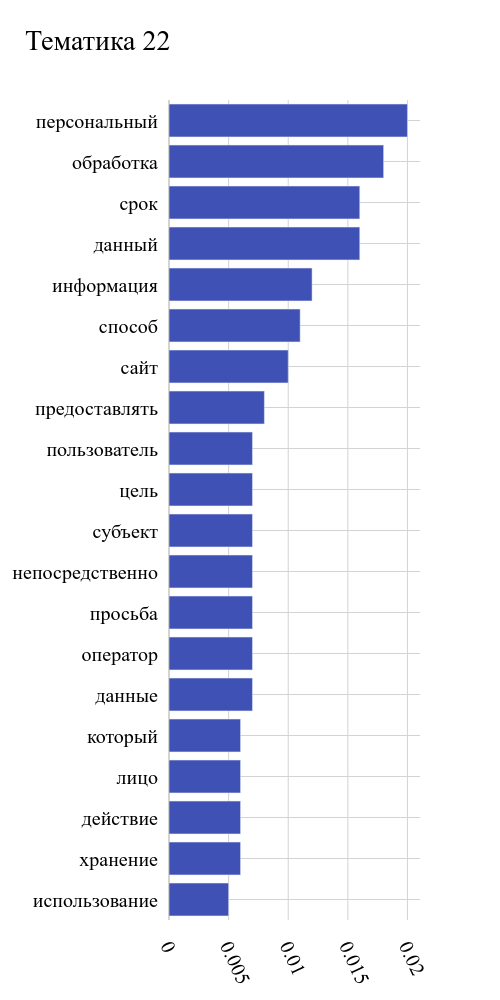 Тематика 22
персональный
обработка
срок
данный
информация
способ
сайт
предоставлять
пользователь
цель
субъект
непосредственно
просьба
оператор
данные
который
лицо
действие
хранение
использование
0
0.005
0.01
0.015
0.02